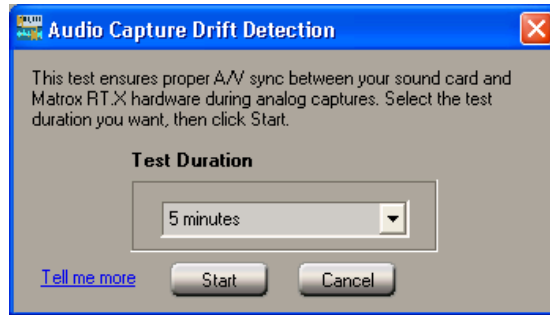 Audio Capture Drift Detection
This test ensures proper A/V sync between your sound card and
Matrox RT.X hardware during analog captures. Select the test
duration you want, then click Start.
Test Duration
5 minutes
Tell me more
Start
Cancel